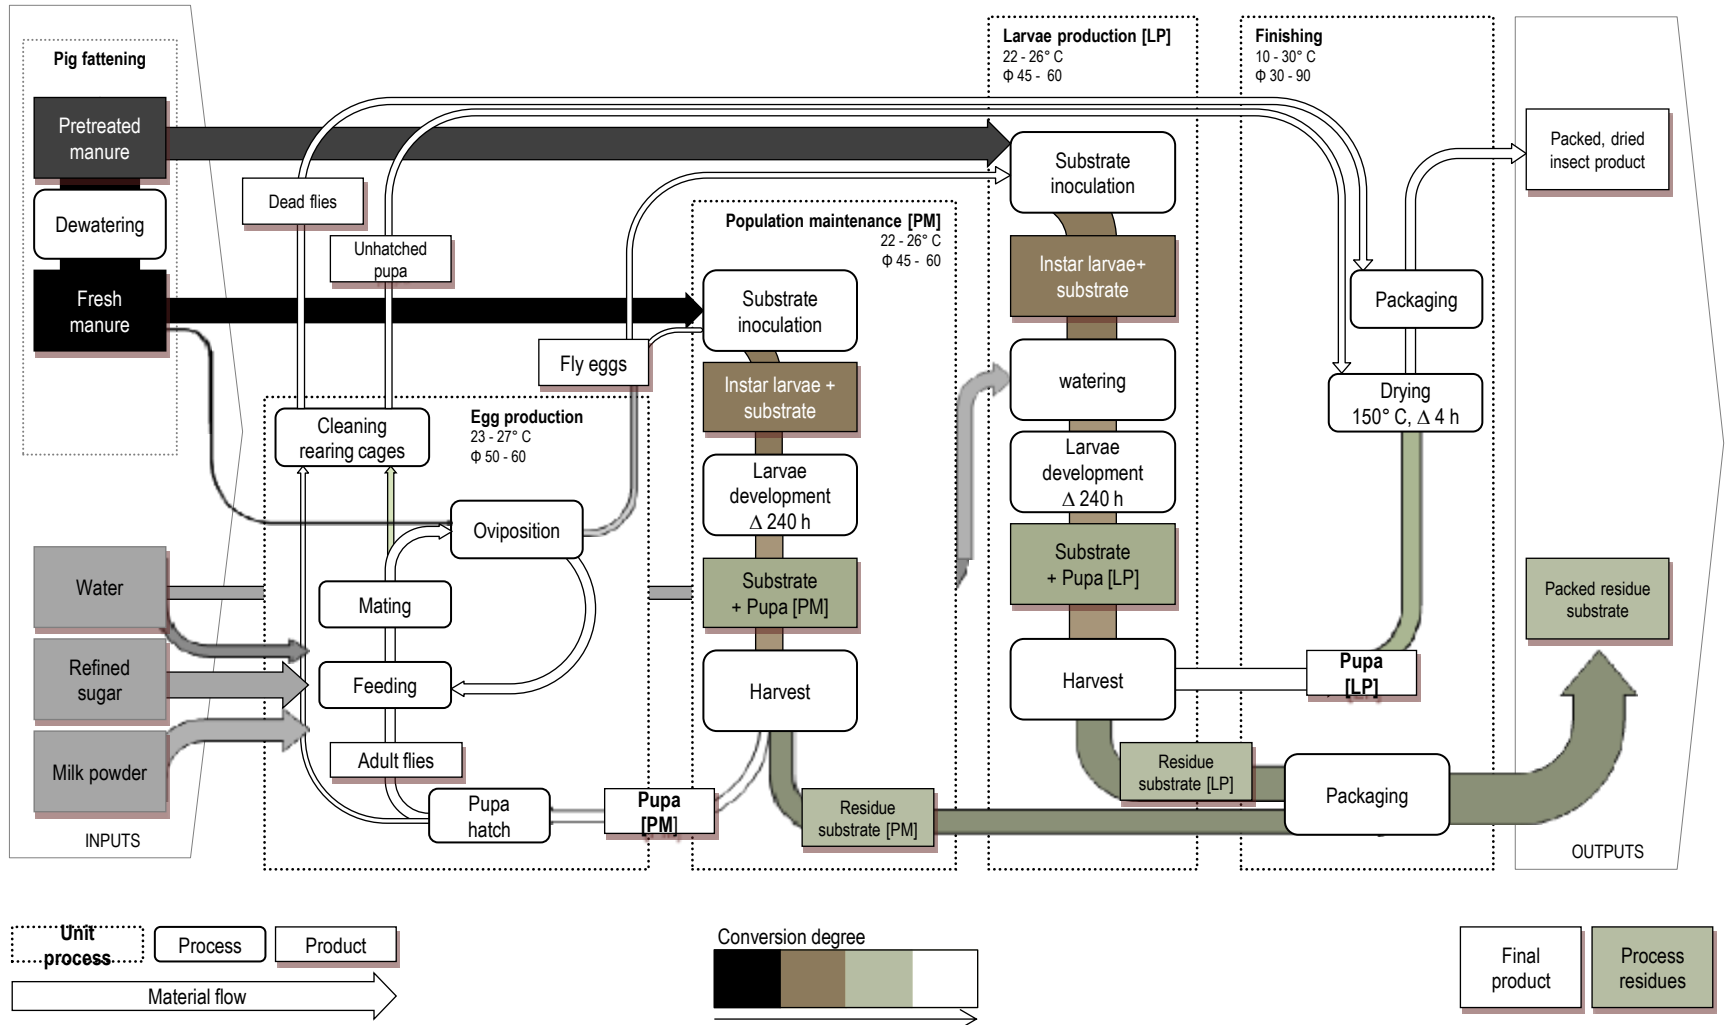 Pig fattening
Pretreated
manure
Dewatering
Fresh
manure
Water
Refined
sugar
Milk powder
INPUTS
Dead flies
Unhatched
pupa
Egg production
23 - 27° C
Φ 50 - 60
Cleaning
rearing cages
Oviposition
Mating
Feeding
Adult flies
Pupa
hatch
Fly eggs
Pupa
[PM]
Population maintenance [PM]
22 - 26° C
Φ 45 - 60
Substrate
inoculation
Instar larvae +
substrate
Larvae
development
Δ 240 h
Substrate
+ Pupa [PM]
Harvest
Residue
substrate [PM]
Larvae production [LP]
22 - 26° C
Φ 45 - 60
Substrate
inoculation
Instar larvae+
substrate
watering
Larvae
development
Δ 240 h
Substrate
+ Pupa [LP]
Harvest
Residue
substrate [LP]
Finishing
10 - 30° C
Φ 30 - 90
Packaging
Drying
150° C, Δ 4 h
Pupa
[LP]
Packaging
Packed, dried
insect product
Packed residue
substrate
OUTPUTS
Unit
process
Process
Product
Material flow
Conversion degree
Final
product
Process
residues